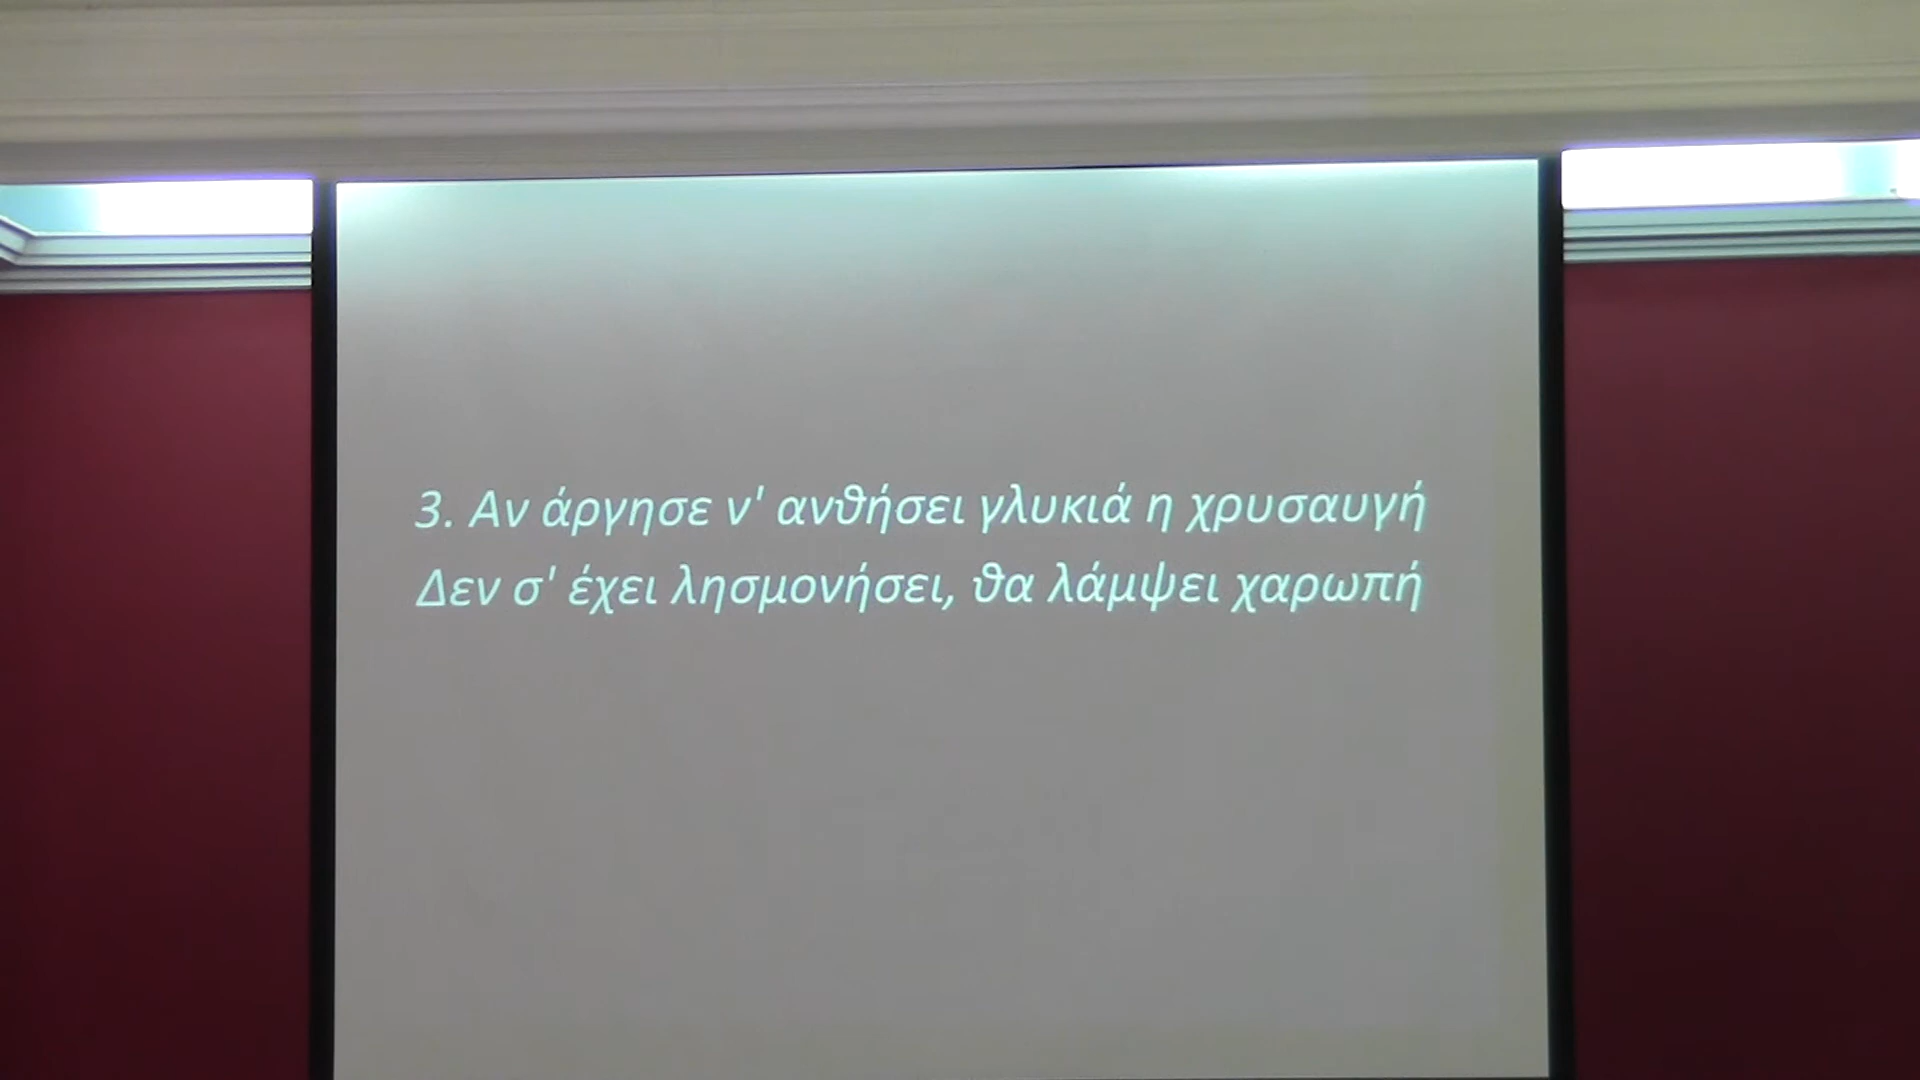 3. Αν άργησε ν' ανθήσει γλυκιά η χρυσαυγή
Δεν σ' έχει λησμονήσει, θα λάμψει χαρωπή